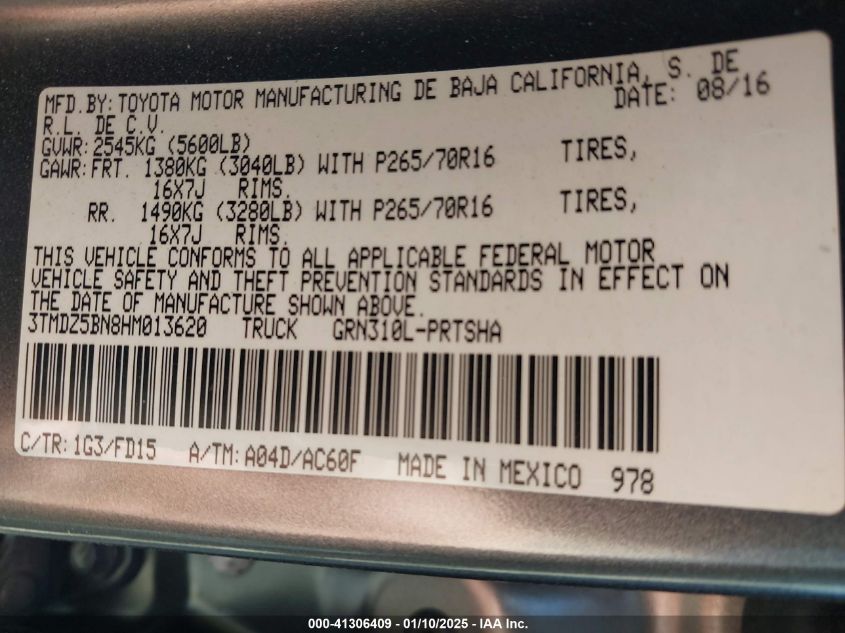 MFD.BY: TOYOTA MOTOR MANUFACTURING DE BAJA CALIFORNIA, S. DE
R.L. DE C.V. DATE: 08/16
GVWR: 2545KG (5600LB)
GAWR: FRT. 1380KG (3040LB) WITH P265/70R16 TIRES,
16X7J RIMS.
RR. 1490KG (3280LB) WITH P265/70R16 TIRES,
16X7J RIMS.
THIS VEHICLE CONFORMS TO ALL APPLICABLE FEDERAL MOTOR
VEHICLE SAFETY AND THEFT PREVENTION STANDARDS IN EFFECT ON
THE DATE OF MANUFACTURE SHOWN ABOVE.
3TMDZ5BN8HM013620 TRUCK GRN310L-PRTSHA
C/TR: 1G3/FD15 A/TM: A04D/AC60F MADE IN MEXICO 978
000-41306409 - 01/10/2025 - IAA Inc.